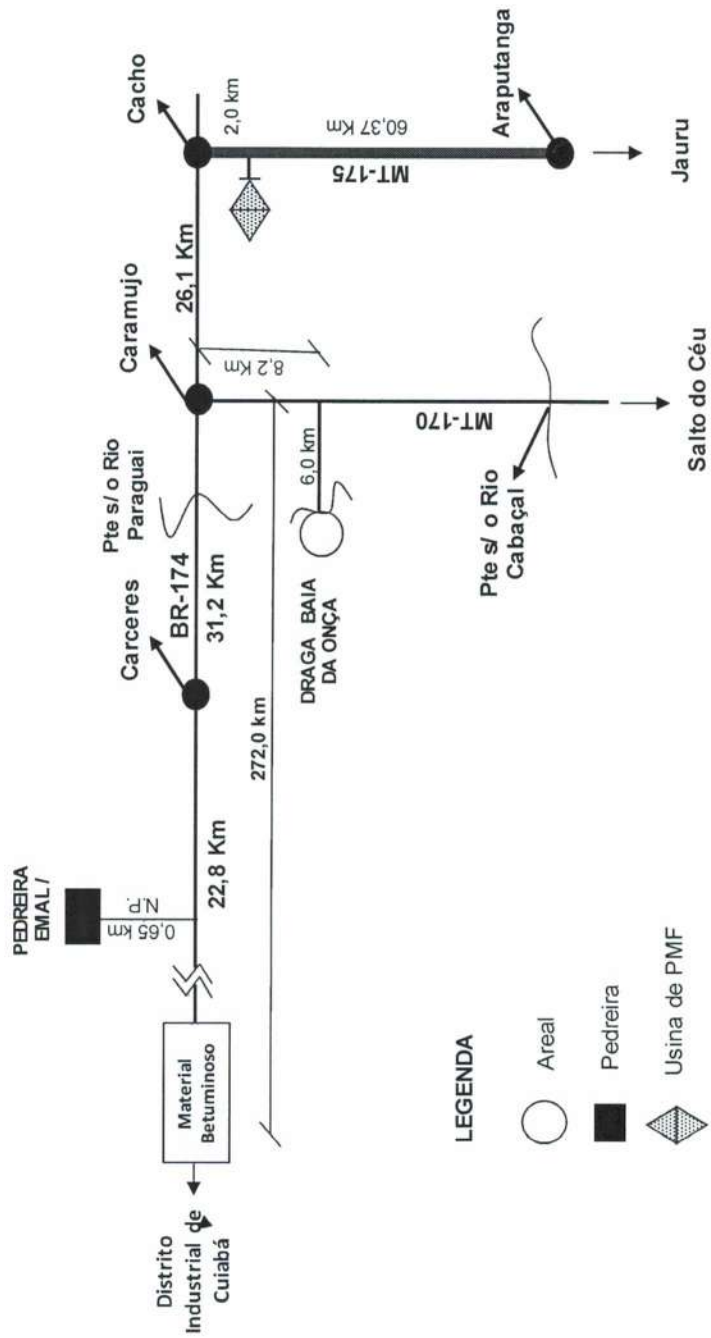 PEDREIRA
EMAL /
N.P.
0,65 km
Carceres
Pte s/ o Rio
Paraguai
Caramujo
Cacho
BR-174
22,8 Km
31,2 Km
26,1 Km
2,0 km
8,2 Km
60,37 Km
MT-175
Material
Betuminoso
Distrito
Industrial de
Cuiabá
272,0 km
6,0 km
DRAGA BAIA
DA ONÇA
MT-170
Pte s/ o Rio
Cabaçal
Araputanga
Salto do Céu
Jauru
LEGENDA
Areal
Pedreira
Usina de PMF